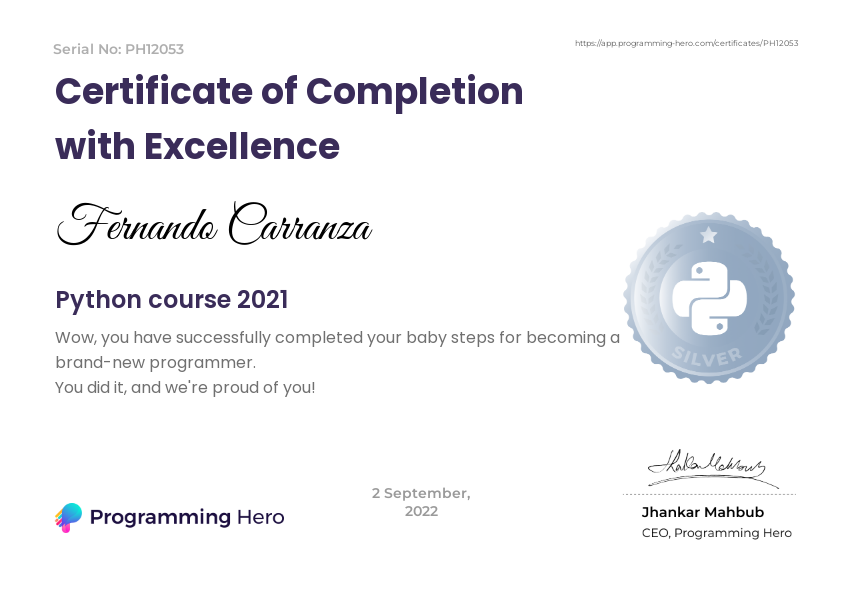 Serial No: PH12053
https://app.programming-hero.com/certificates/PH12053
Certificate of Completion
with Excellence
Fernando Carranza
Python course 2021
Wow, you have successfully completed your baby steps for becoming a
brand-new programmer.
You did it, and we're proud of you!
SILVER
Jhankar Mahbub
2 September,
2022
Programming Hero
Jhankar Mahbub
CEO, Programming Hero